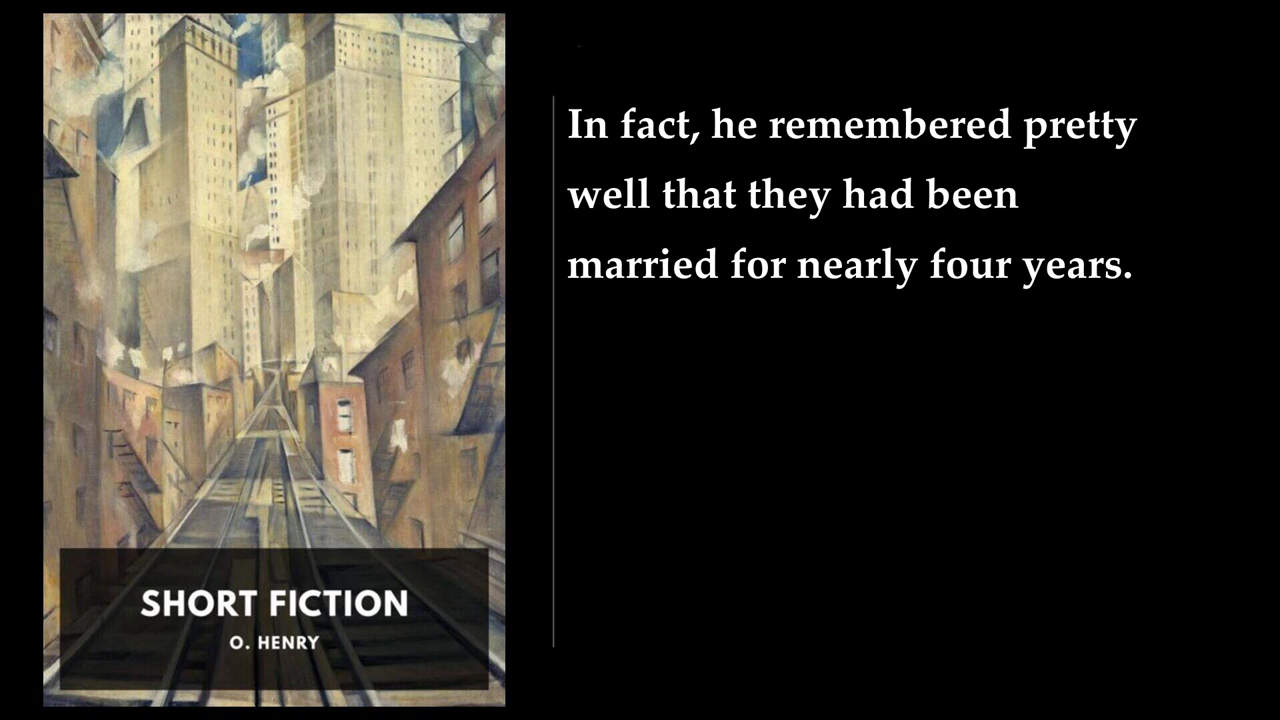 In fact, he remembered pretty
well that they had been
married for nearly four years.
SHORT FICTION
O. HENRY